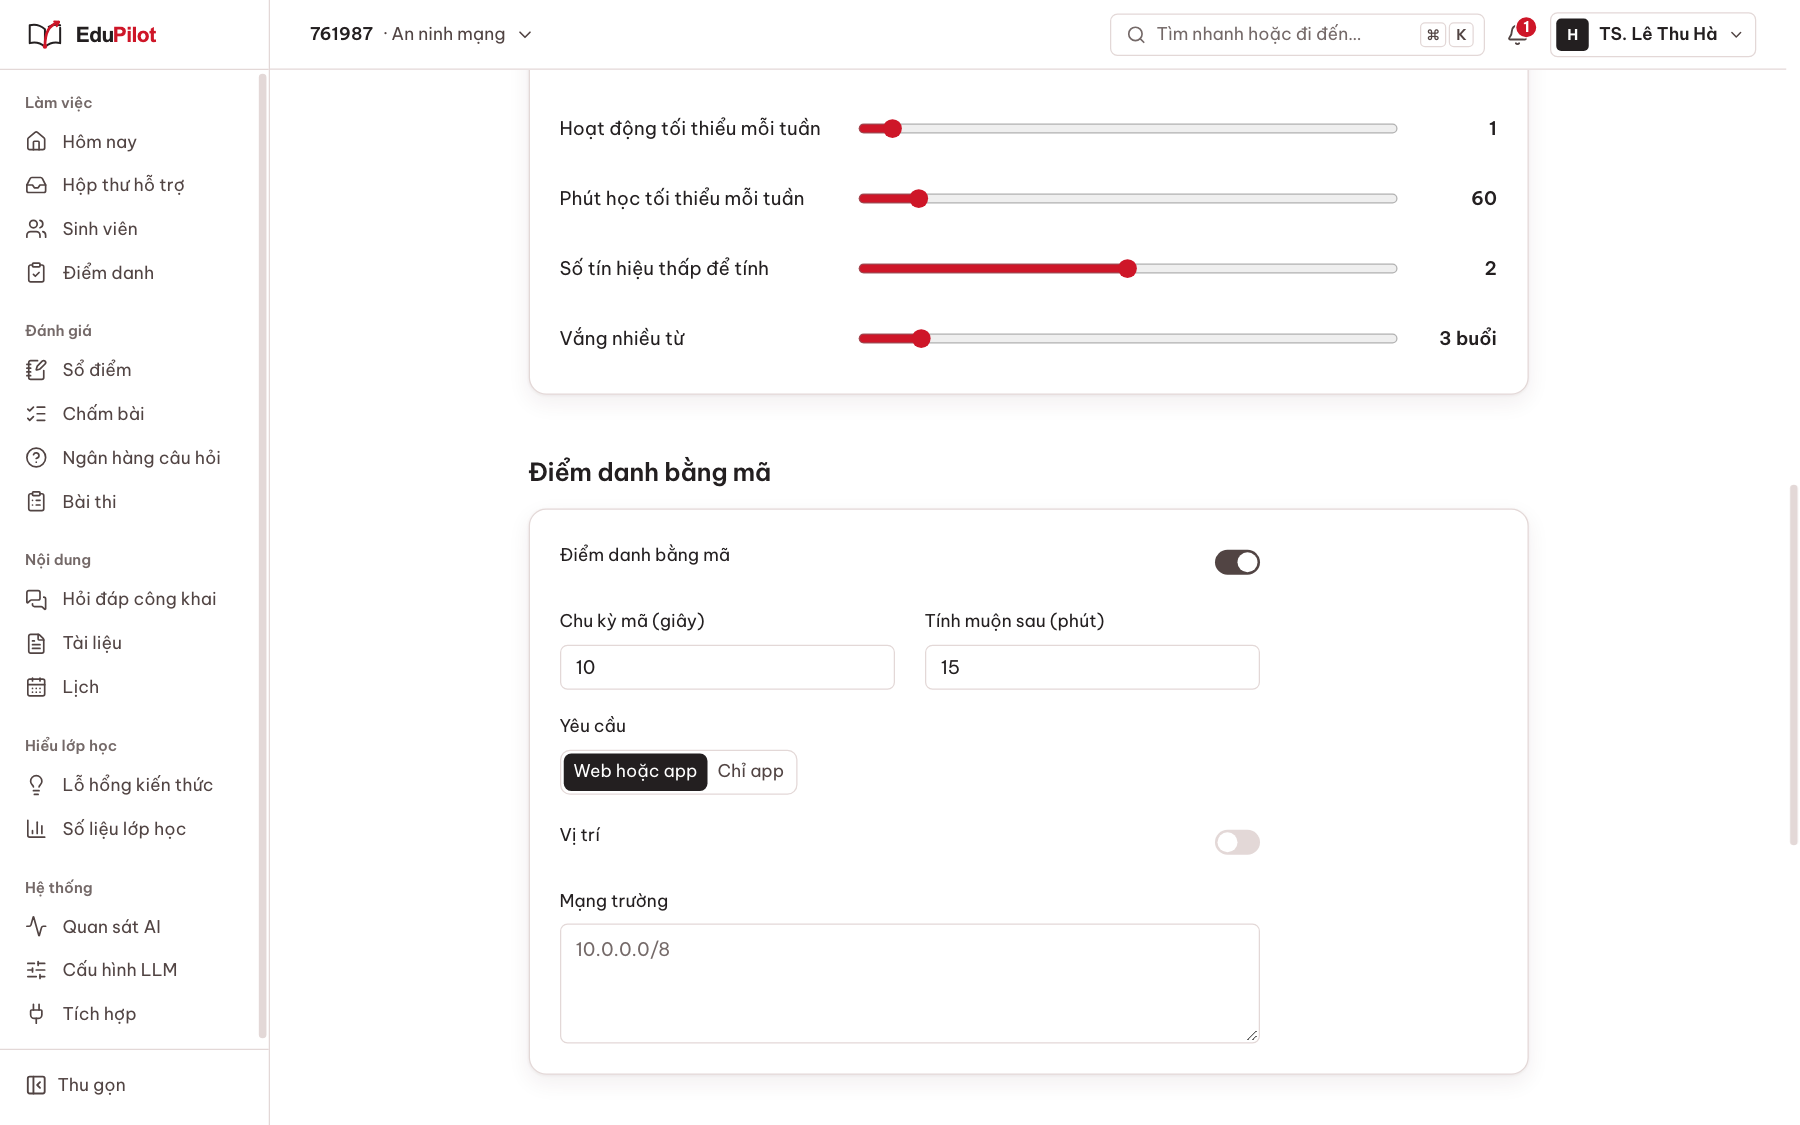 EduPilot
761987 · An ninh mạng
Tìm nhanh hoặc đi đến...
⌘ K
1
H
TS. Lê Thu Hà
Làm việc
Hôm nay
Hộp thư hỗ trợ
Sinh viên
Điểm danh
Đánh giá
Sổ điểm
Chấm bài
Ngân hàng câu hỏi
Bài thi
Nội dung
Hỏi đáp công khai
Tài liệu
Lịch
Hiểu lớp học
Lỗ hổng kiến thức
Số liệu lớp học
Hệ thống
Quan sát AI
Cấu hình LLM
Tích hợp
Thu gọn
Hoạt động tối thiểu mỗi tuần 1
Phút học tối thiểu mỗi tuần 60
Số tín hiệu thấp để tính 2
Vắng nhiều từ 3 buổi
Điểm danh bằng mã
Điểm danh bằng mã
Chu kỳ mã (giây) Tính muộn sau (phút)
10 15
Yêu cầu
Web hoặc app Chỉ app
Vị trí
Mạng trường
10.0.0.0/8